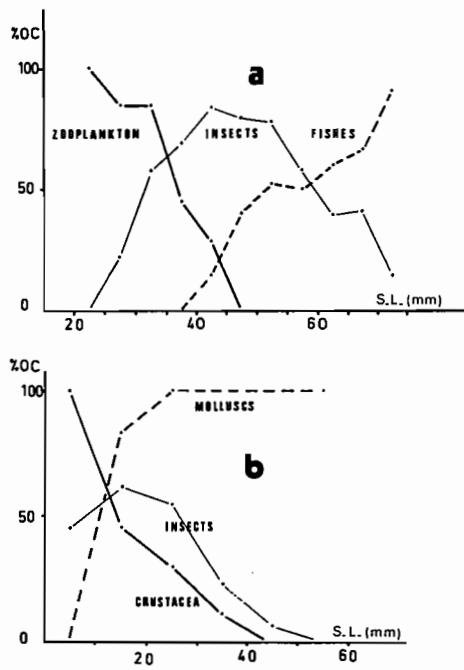 %OC
100
a
ZOOPLANKTON
INSECTS
FISHES
50
0
S.L. (mm)
20
40
60
%OC
100
MOLLUSCS
b
50
INSECTS
CRUSTACEA
0
S.L. (mm)
20
40
60